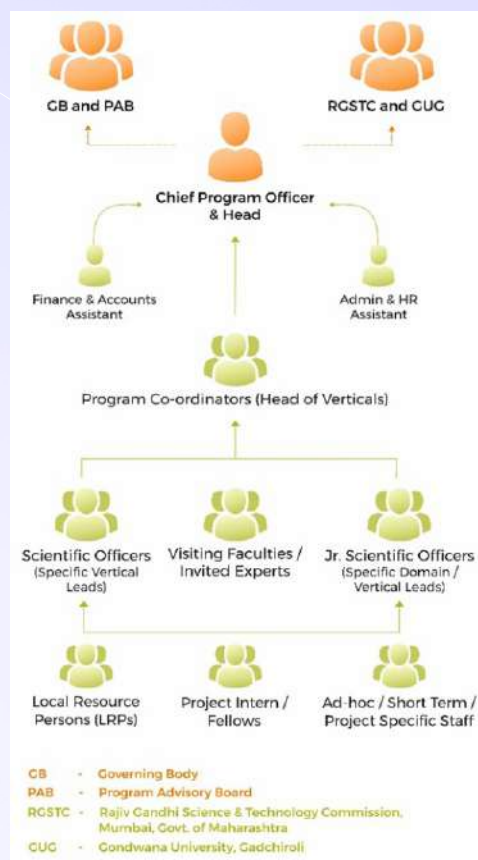 GB and PAB
RGSTC and GUG
Chief Program Officer
& Head
Finance & Accounts
Assistant
Admin & HR
Assistant
Program Co-ordinators (Head of Verticals)
Scientific Officers
(Specific Vertical
Leads)
Visiting Faculties /
Invited Experts
Jr. Scientific Officers
(Specific Domain /
Vertical Leads)
Local Resource
Persons (LRPs)
Project Intern /
Fellows
Ad-hoc / Short Term /
Project Specific Staff
GB - Governing Body
PAB - Program Advisory Board
RGSTC - Rajiv Gandhi Science & Technology Commission,
Mumbai, Govt. of Maharashtra
GUG - Gondwana University, Gadchiroli